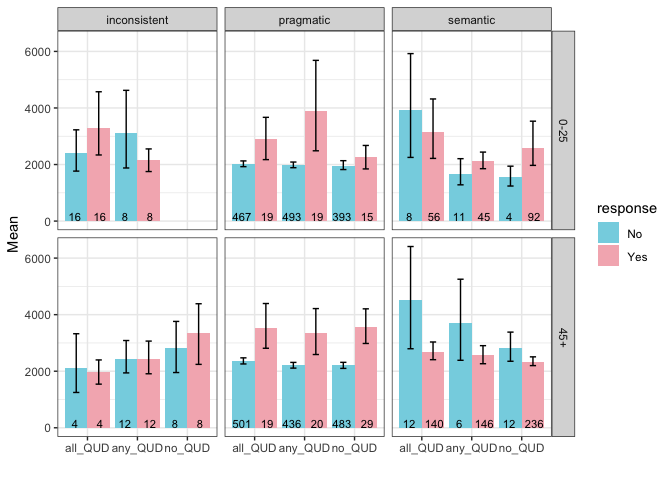 inconsistent pragmatic semantic
6000
4000
2000
0
16 16 8 8 467 19 493 19 393 15 8 56 11 45 4 92
0-25
6000
4000
2000
0
4 4 12 12 8 8 501 19 436 20 483 29 12 140 6 146 12 236
45+
all_QUD any_QUD no_QUD all_QUD any_QUD no_QUD all_QUD any_QUD no_QUD
Mean
response
No
Yes